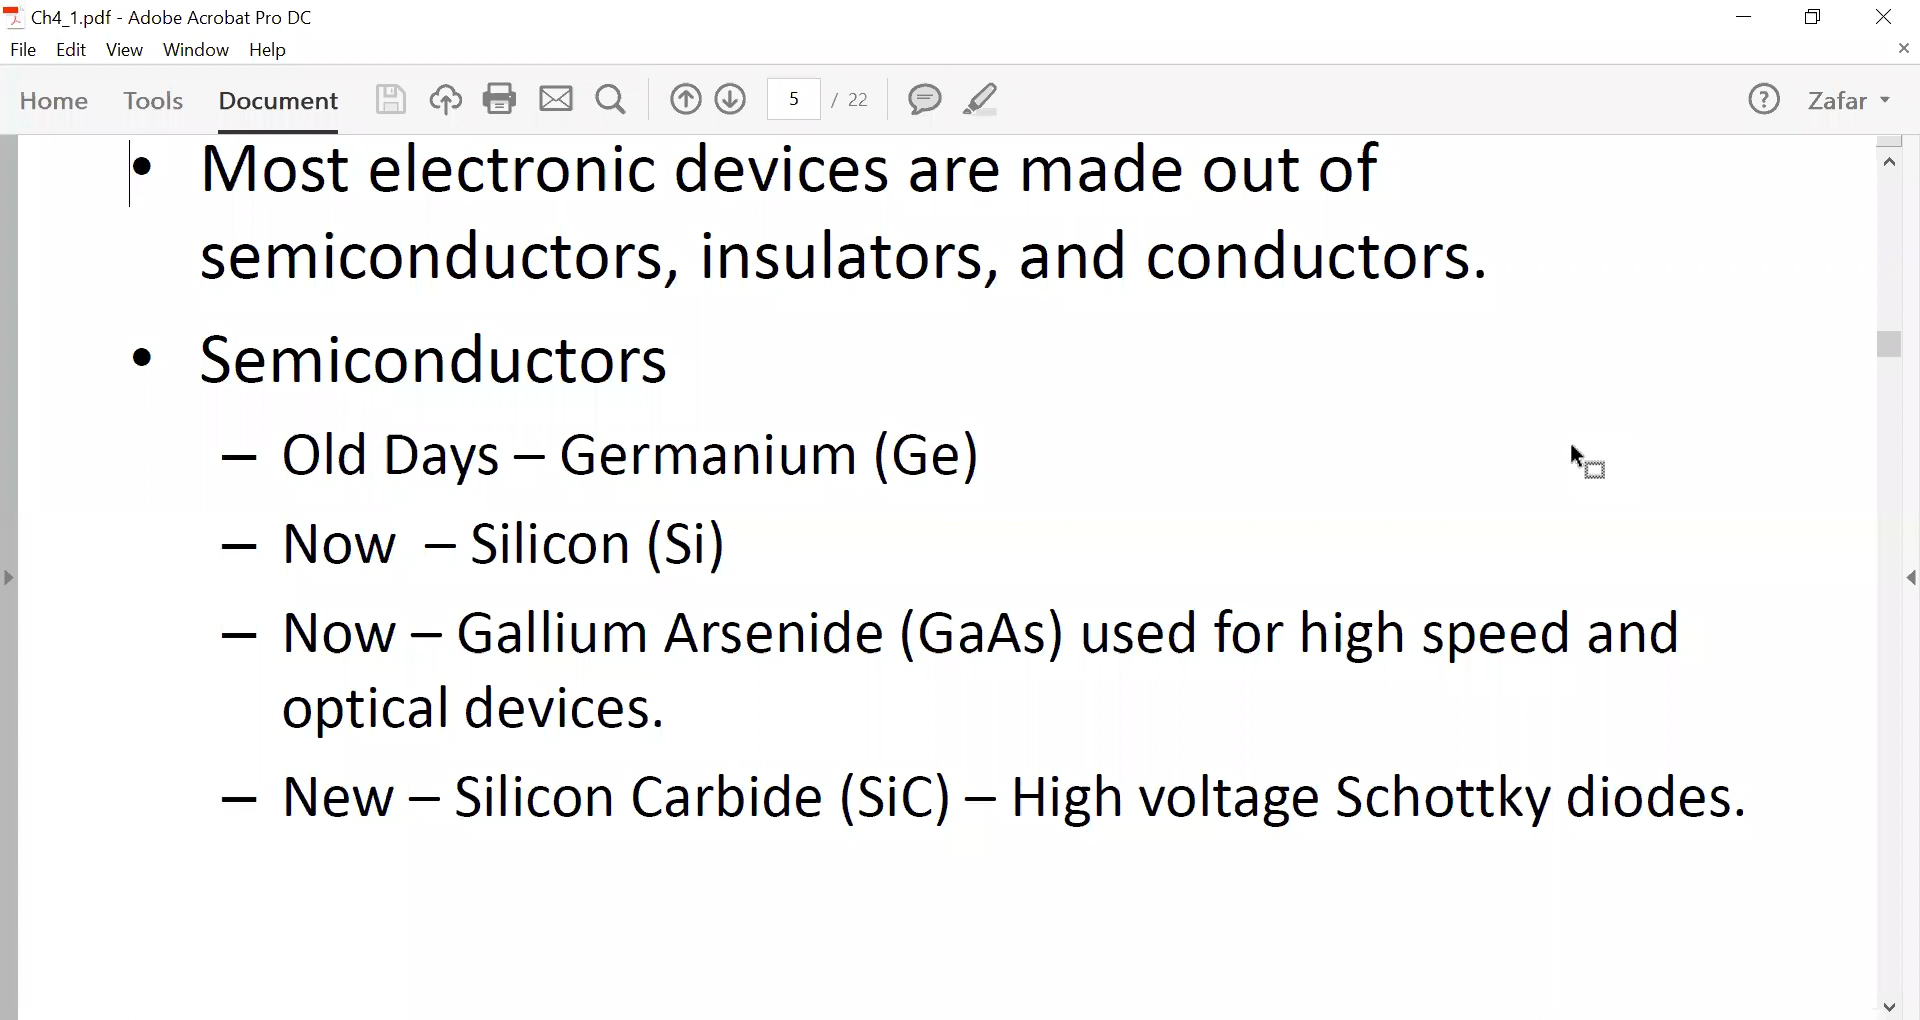 Ch4_1.pdf - Adobe Acrobat Pro DC
File Edit View Window Help
Home Tools Document 5 / 22 Zafar
• Most electronic devices are made out of
semiconductors, insulators, and conductors.
• Semiconductors
– Old Days – Germanium (Ge)
– Now – Silicon (Si)
– Now – Gallium Arsenide (GaAs) used for high speed and
optical devices.
– New – Silicon Carbide (SiC) – High voltage Schottky diodes.